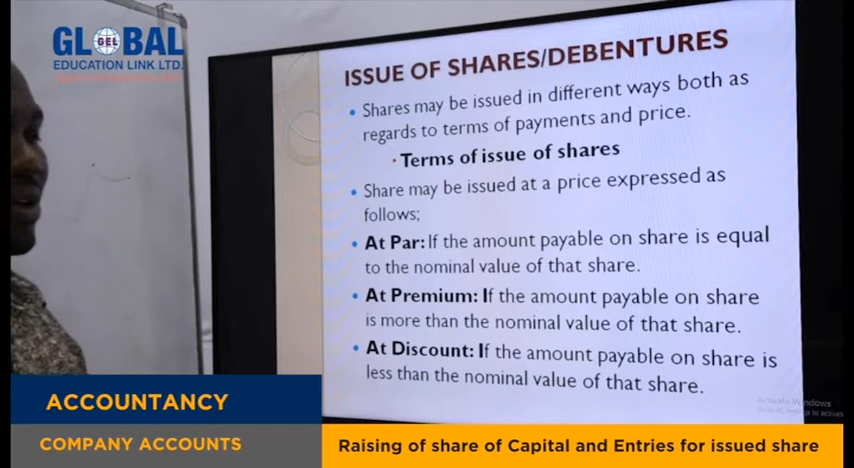 GLOBAL
GEL
EDUCATION LINK LTD.
ISSUE OF SHARES/DEBENTURES
• Shares may be issued in different ways both as
regards to terms of payments and price.
• Terms of issue of shares
• Share may be issued at a price expressed as
follows;
• At Par: If the amount payable on share is equal
to the nominal value of that share.
• At Premium: If the amount payable on share
is more than the nominal value of that share.
• At Discount: If the amount payable on share is
less than the nominal value of that share.
Activate Windows
ACCOUNTANCY
COMPANY ACCOUNTS
Raising of share of Capital and Entries for issued share